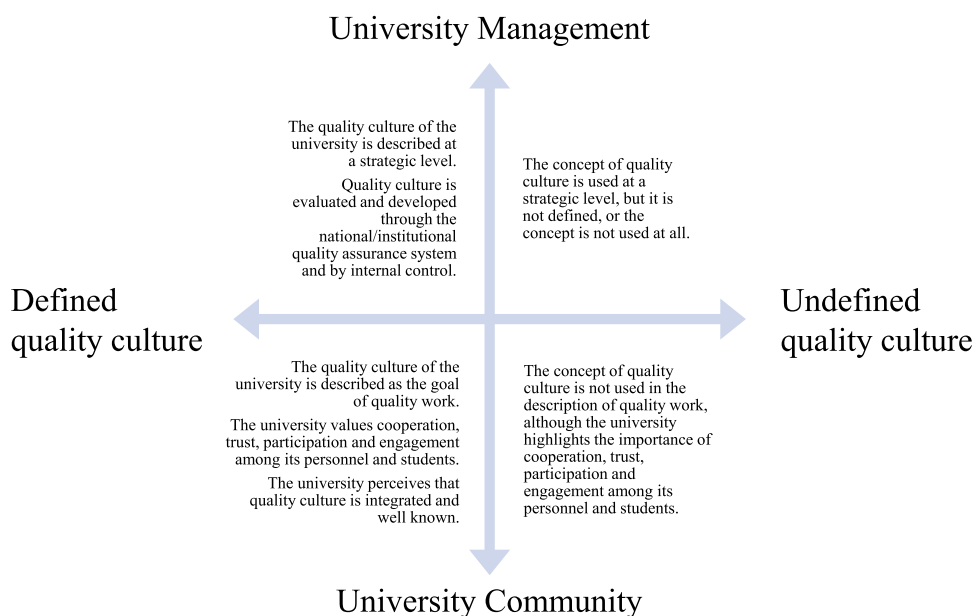 University Management
The quality culture of the
university is described at
a strategic level.
Quality culture is
evaluated and developed
through the
national/institutional
quality assurance system
and by internal control.
The concept of quality
culture is used at a
strategic level, but it is
not defined, or the
concept is not used at all.
Defined
quality culture
Undefined
quality culture
The quality culture of the
university is described as the goal
of quality work.
The university values cooperation,
trust, participation and engagement
among its personnel and students.
The university perceives that
quality culture is integrated and
well known.
The concept of quality
culture is not used in the
description of quality work,
although the university
highlights the importance of
cooperation, trust,
participation and
engagement among its
personnel and students.
University Community